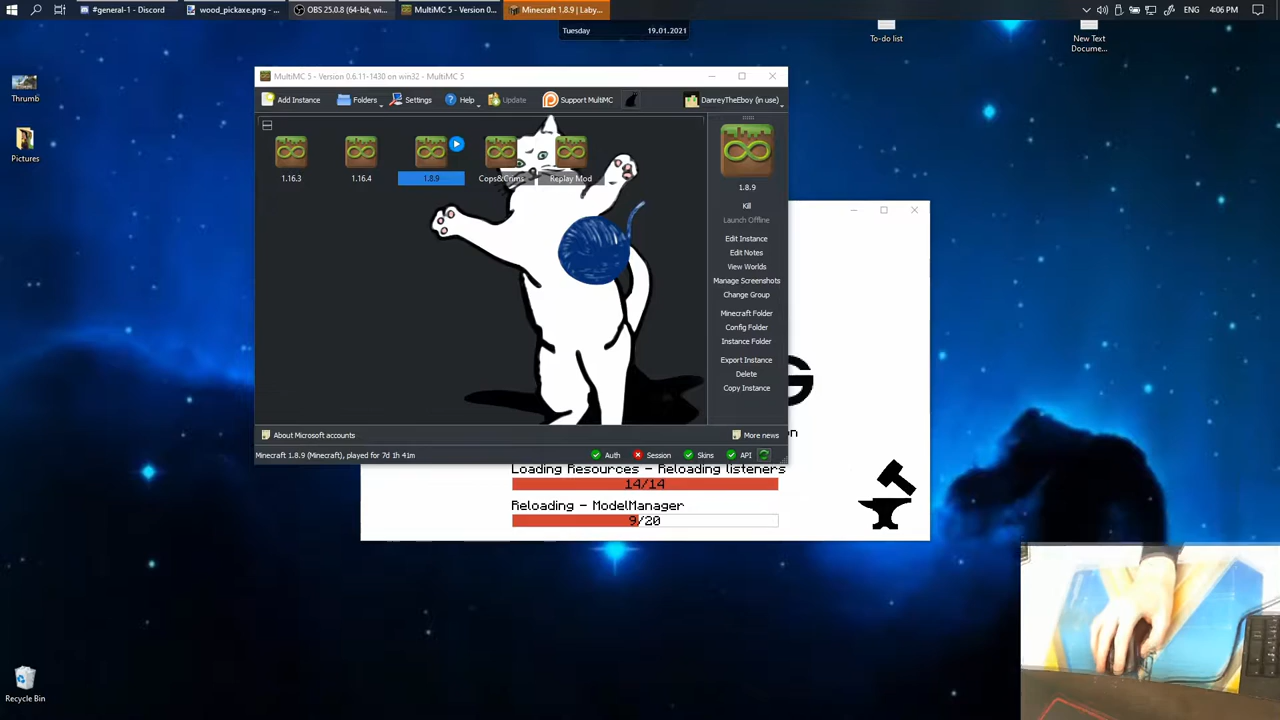 #general-1 - Discord
wood_pickaxe.png - ...
OBS 25.0.8 (64-bit, wi...
MultiMC 5 - Version 0...
Minecraft 1.8.9 | Laby...
ENG
4:06 PM
Tuesday 19.01.2021
To-do list
New Text
Docume...
Thrumb
Pictures
Recycle Bin
MultiMC 5 - Version 0.6.11-1430 on win32 - MultiMC 5
Add Instance
Folders
Settings
Help
Update
Support MultiMC
DanreyTheEboy (in use)
1.16.3
1.16.4
1.8.9
Cops&Crims
Replay Mod
1.8.9
Kill
Launch Offline
Edit Instance
Edit Notes
View Worlds
Manage Screenshots
Change Group
Minecraft Folder
Config Folder
Instance Folder
Export Instance
Delete
Copy Instance
About Microsoft accounts
More news
Minecraft 1.8.9 (Minecraft), played for 7d 1h 41m
Auth
Session
Skins
API
G
on
Loading Resources - Reloading listeners
14/14
Reloading - ModelManager
9/20